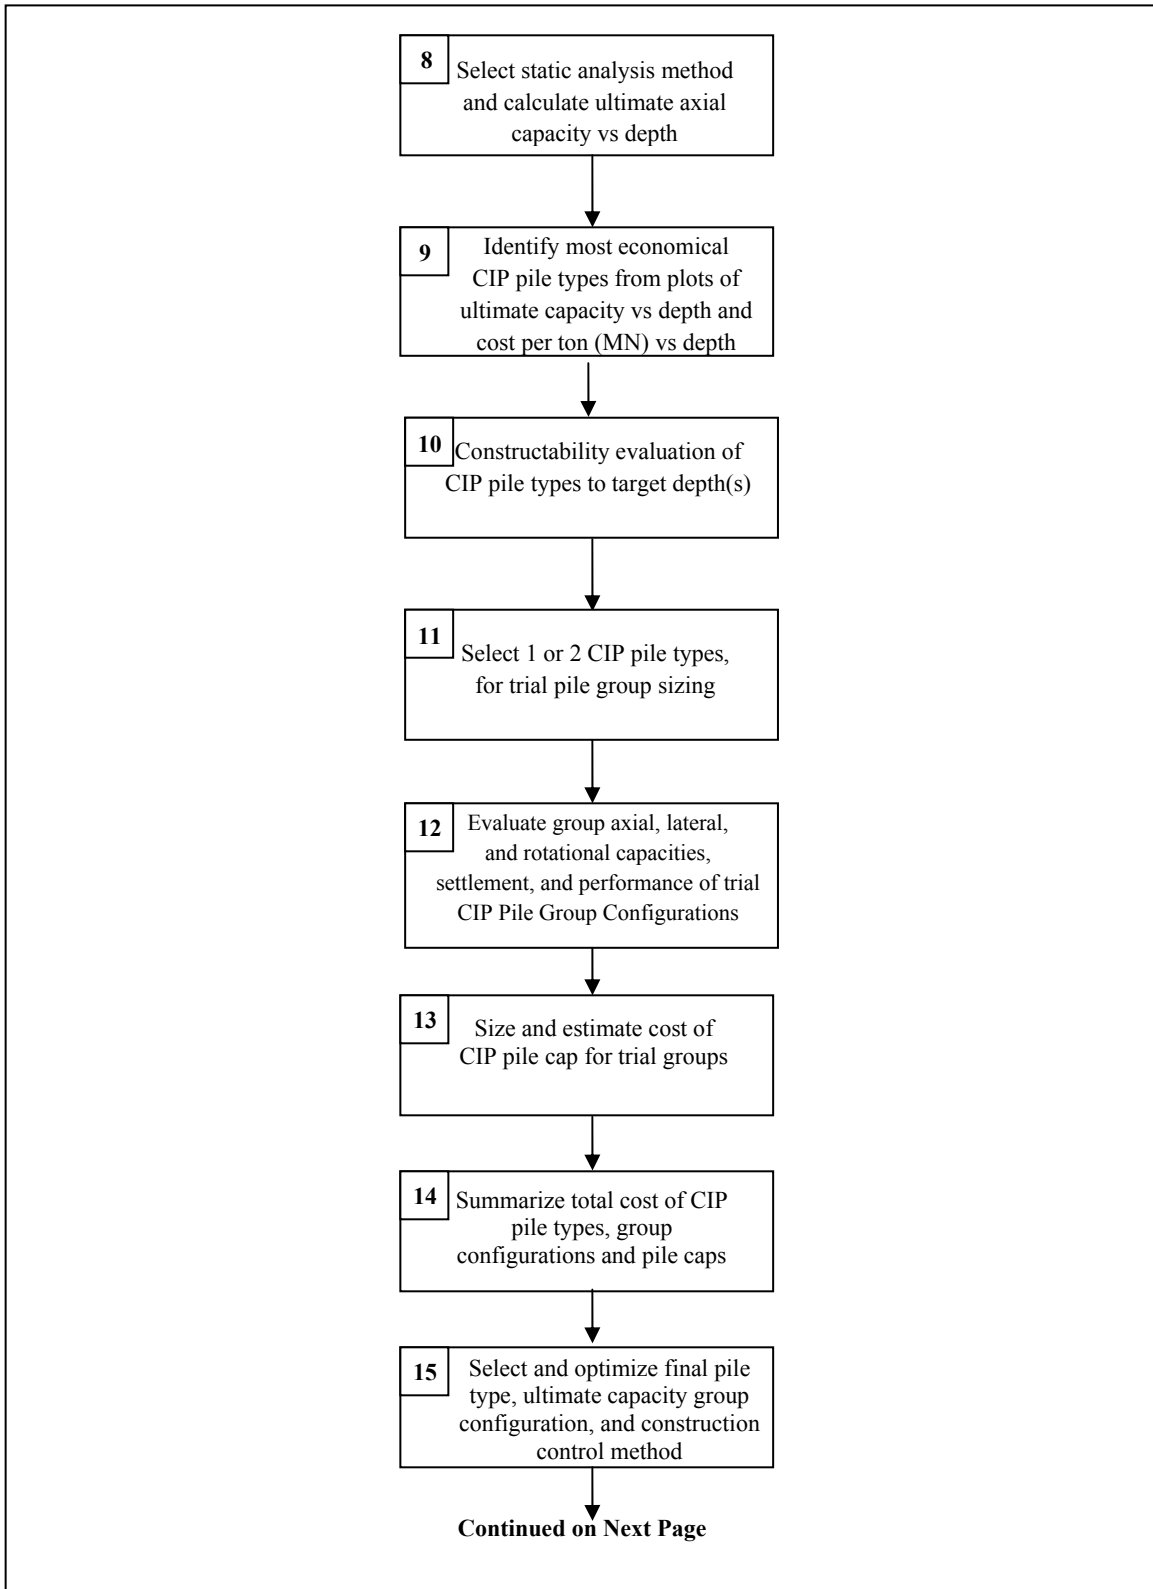 8
Select static analysis method
and calculate ultimate axial
capacity vs depth
9
Identify most economical
CIP pile types from plots of
ultimate capacity vs depth and
cost per ton (MN) vs depth
10
Constructability evaluation of
CIP pile types to target depth(s)
11
Select 1 or 2 CIP pile types,
for trial pile group sizing
12
Evaluate group axial, lateral,
and rotational capacities,
settlement, and performance of trial
CIP Pile Group Configurations
13
Size and estimate cost of
CIP pile cap for trial groups
14
Summarize total cost of CIP
pile types, group
configurations and pile caps
15
Select and optimize final pile
type, ultimate capacity group
configuration, and construction
control method
Continued on Next Page